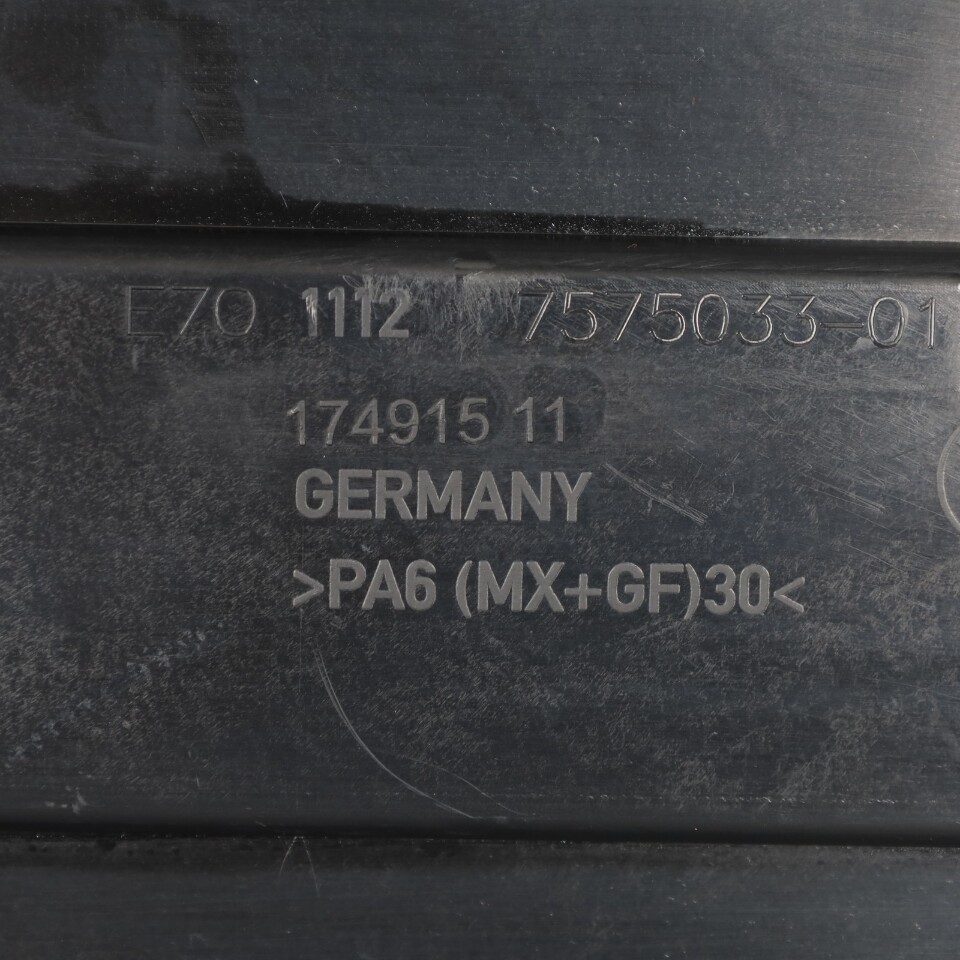 E70 1112 7575033-01
174915 11
GERMANY
>PA6 (MX+GF)30<